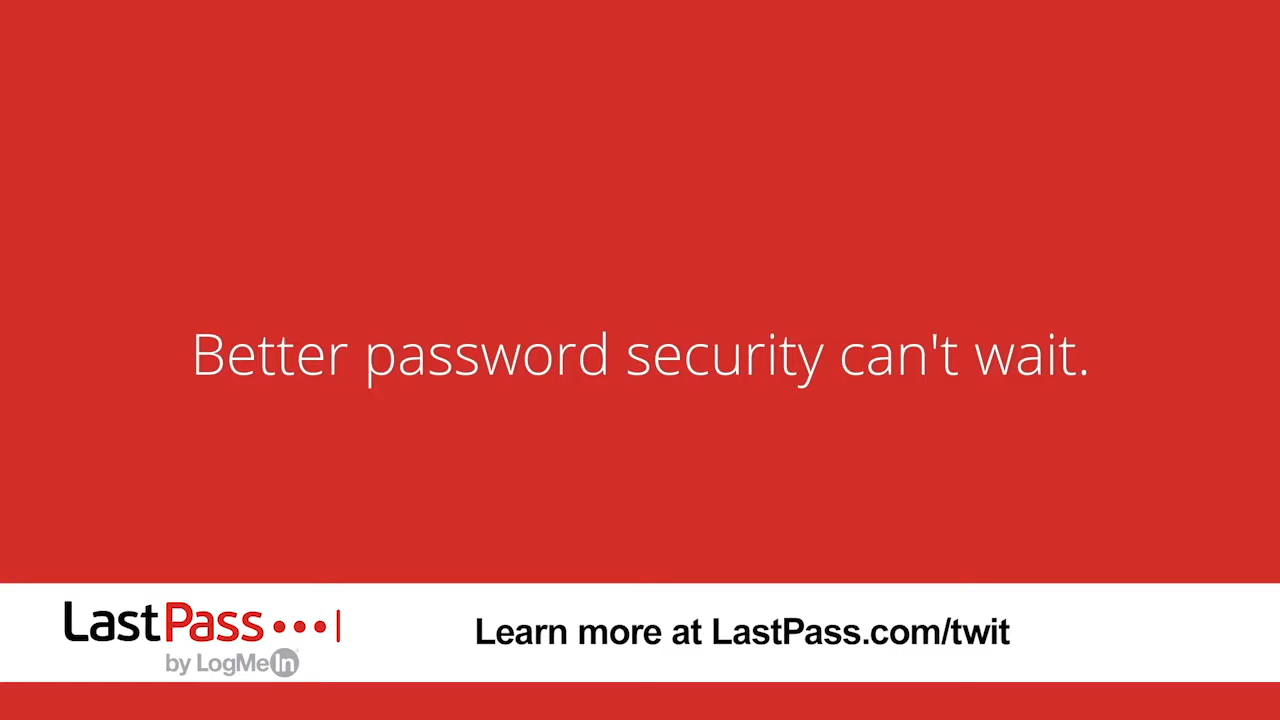 Better password security can't wait.
LastPass
by LogMeIn
Learn more at LastPass.com/twit